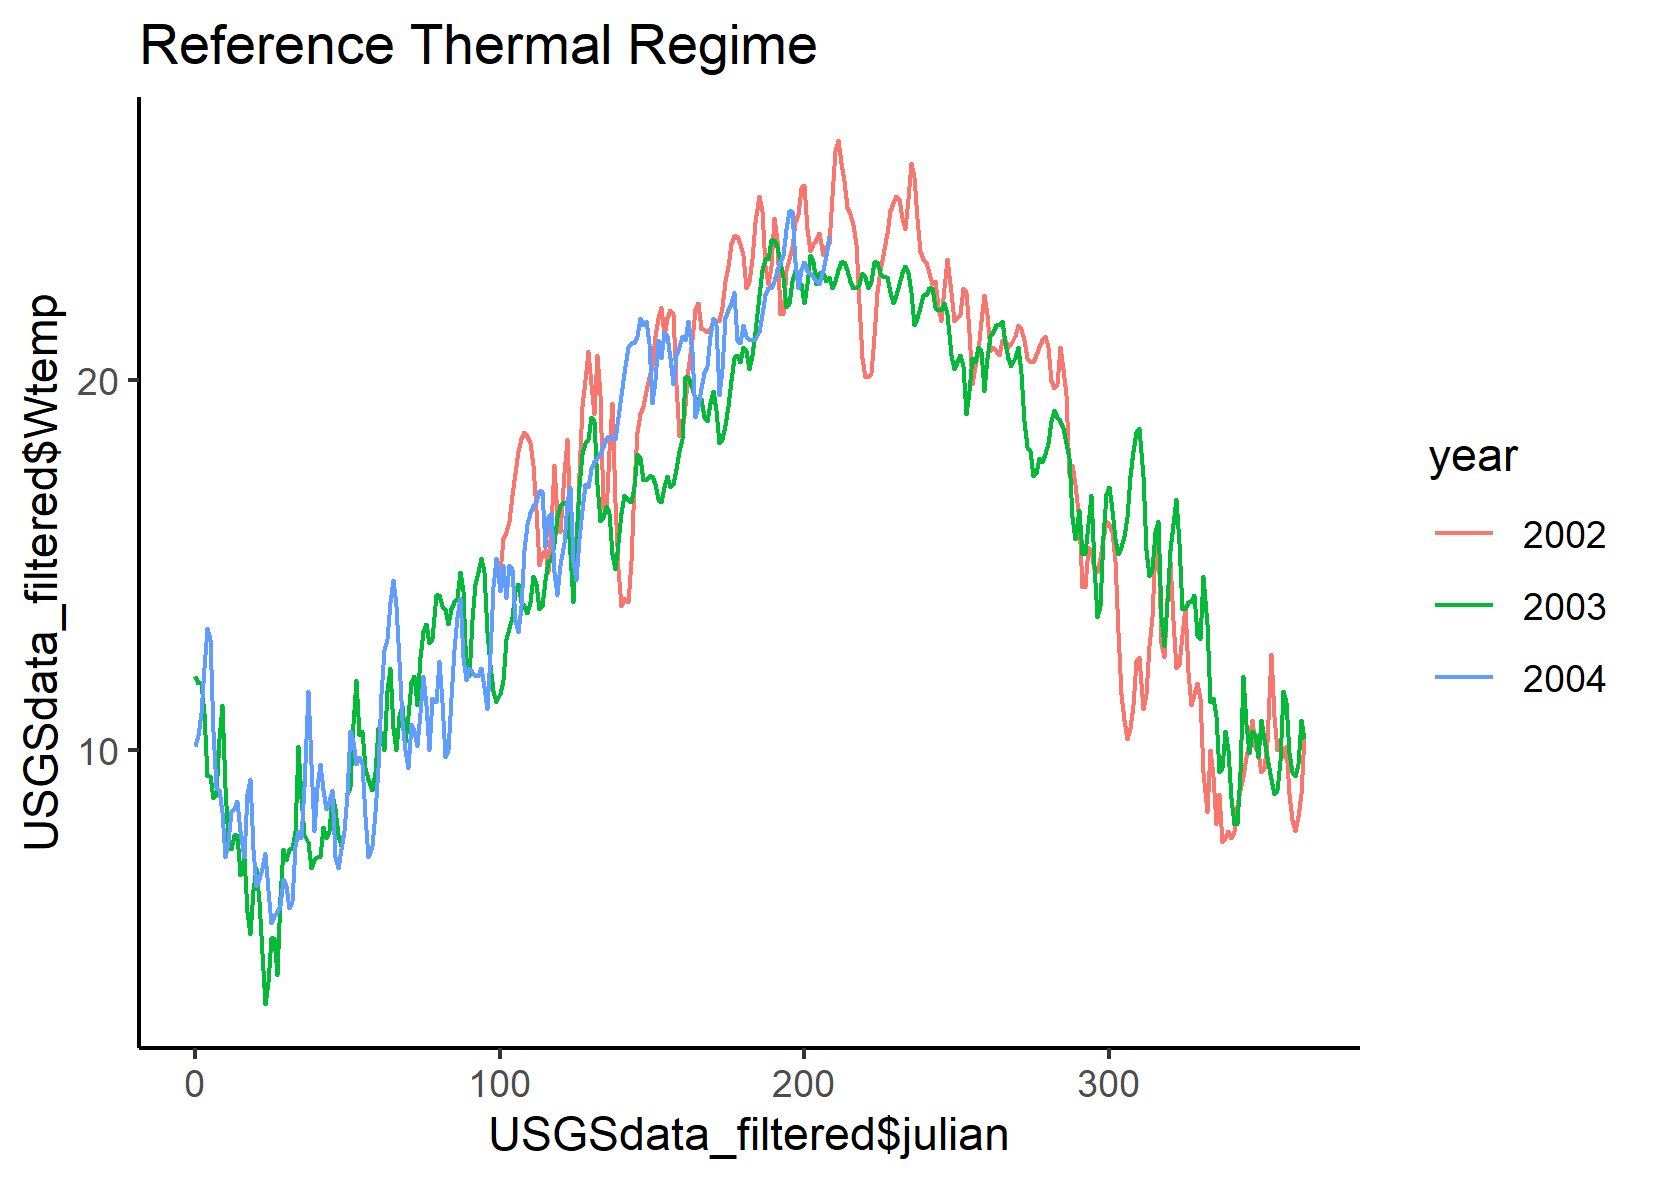 Reference Thermal Regime
USGSdata_filtered$Wtemp
20
10
0
100
200
300
USGSdata_filtered$julian
year
2002
2003
2004